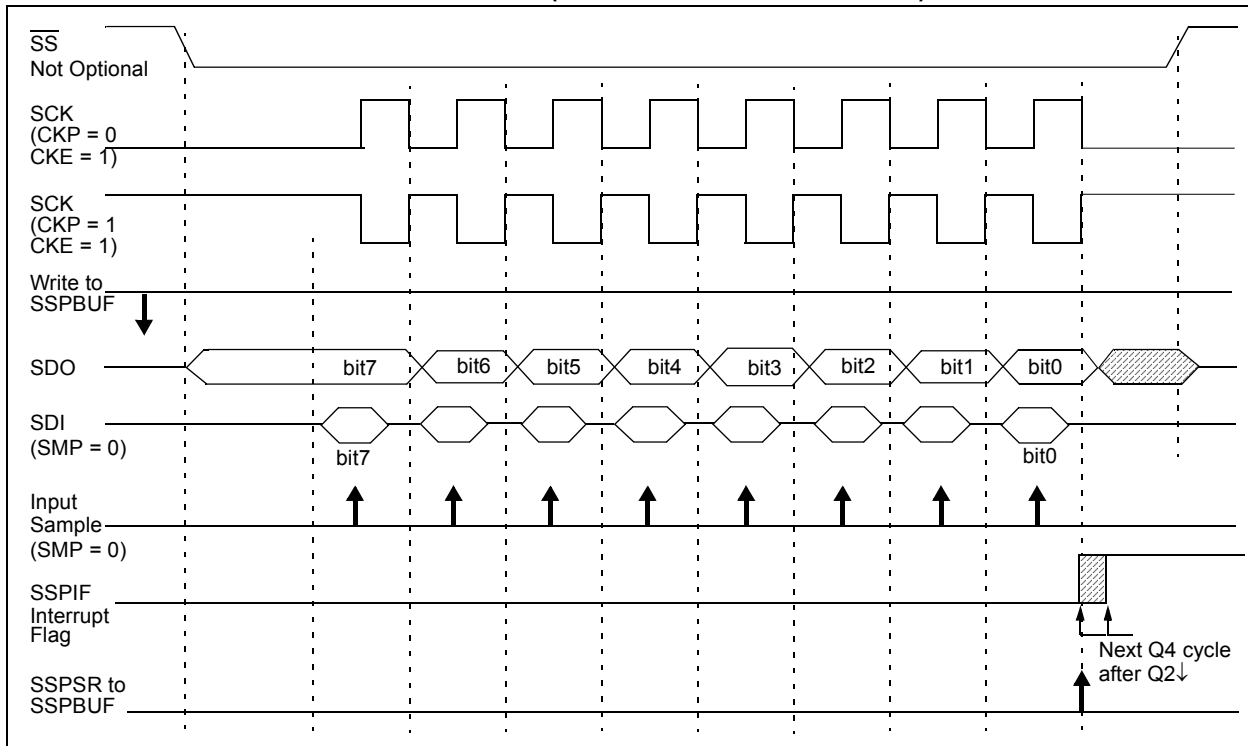 SS
Not Optional
SCK
(CKP = 0
CKE = 1)
SCK
(CKP = 1
CKE = 1)
Write to
SSPBUF
SDO
bit7 bit6 bit5 bit4 bit3 bit2 bit1 bit0
SDI
(SMP = 0)
bit7 bit0
Input
Sample
(SMP = 0)
SSPIF
Interrupt
Flag
Next Q4 cycle
after Q2↓
SSPSR to
SSPBUF